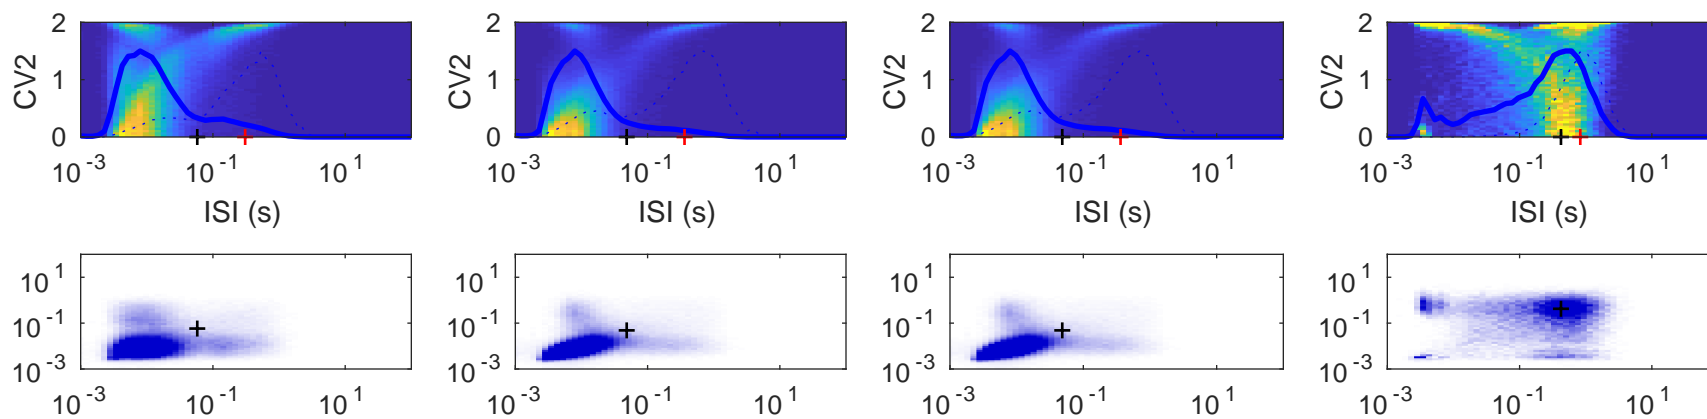 2 2 2 2
CV2 CV2 CV2 CV2
1 1 1 1
0 0 0 0
10^-3 10^-1 10^1 10^-3 10^-1 10^1 10^-3 10^-1 10^1 10^-3 10^-1 10^1
ISI (s) ISI (s) ISI (s) ISI (s)
10^1 10^1 10^1 10^1
10^-1 10^-1 10^-1 10^-1
10^-3 10^-3 10^-3 10^-3
10^-3 10^-1 10^1 10^-3 10^-1 10^1 10^-3 10^-1 10^1 10^-3 10^-1 10^1